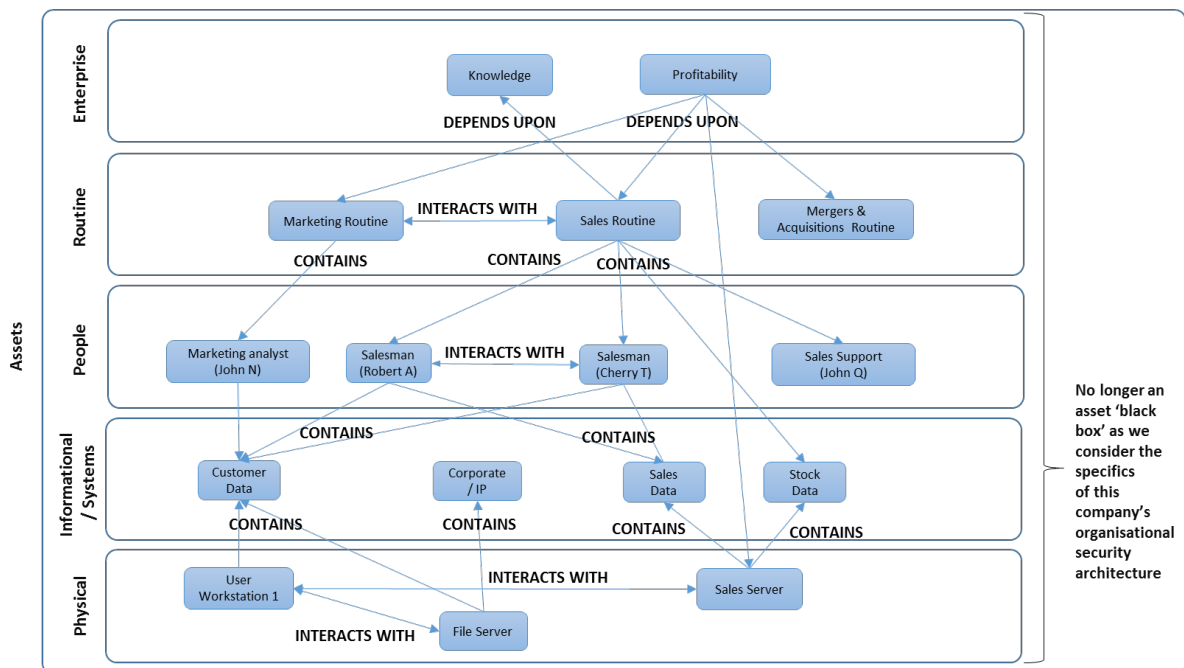 Assets
Enterprise
Knowledge
Profitability
DEPENDS UPON
DEPENDS UPON
Routine
Marketing Routine
INTERACTS WITH
Sales Routine
Mergers &
Acquisitions Routine
CONTAINS
CONTAINS
CONTAINS
People
Marketing analyst
(John N)
Salesman
(Robert A)
INTERACTS WITH
Salesman
(Cherry T)
Sales Support
(John Q)
Informational
/ Systems
CONTAINS
CONTAINS
Customer
Data
Corporate
/ IP
Sales
Data
Stock
Data
CONTAINS
CONTAINS
CONTAINS
CONTAINS
Physical
User
Workstation 1
INTERACTS WITH
Sales Server
INTERACTS WITH
File Server
No longer an
asset ‘black
box’ as we
consider the
specifics
of this
company’s
organisational
security
architecture